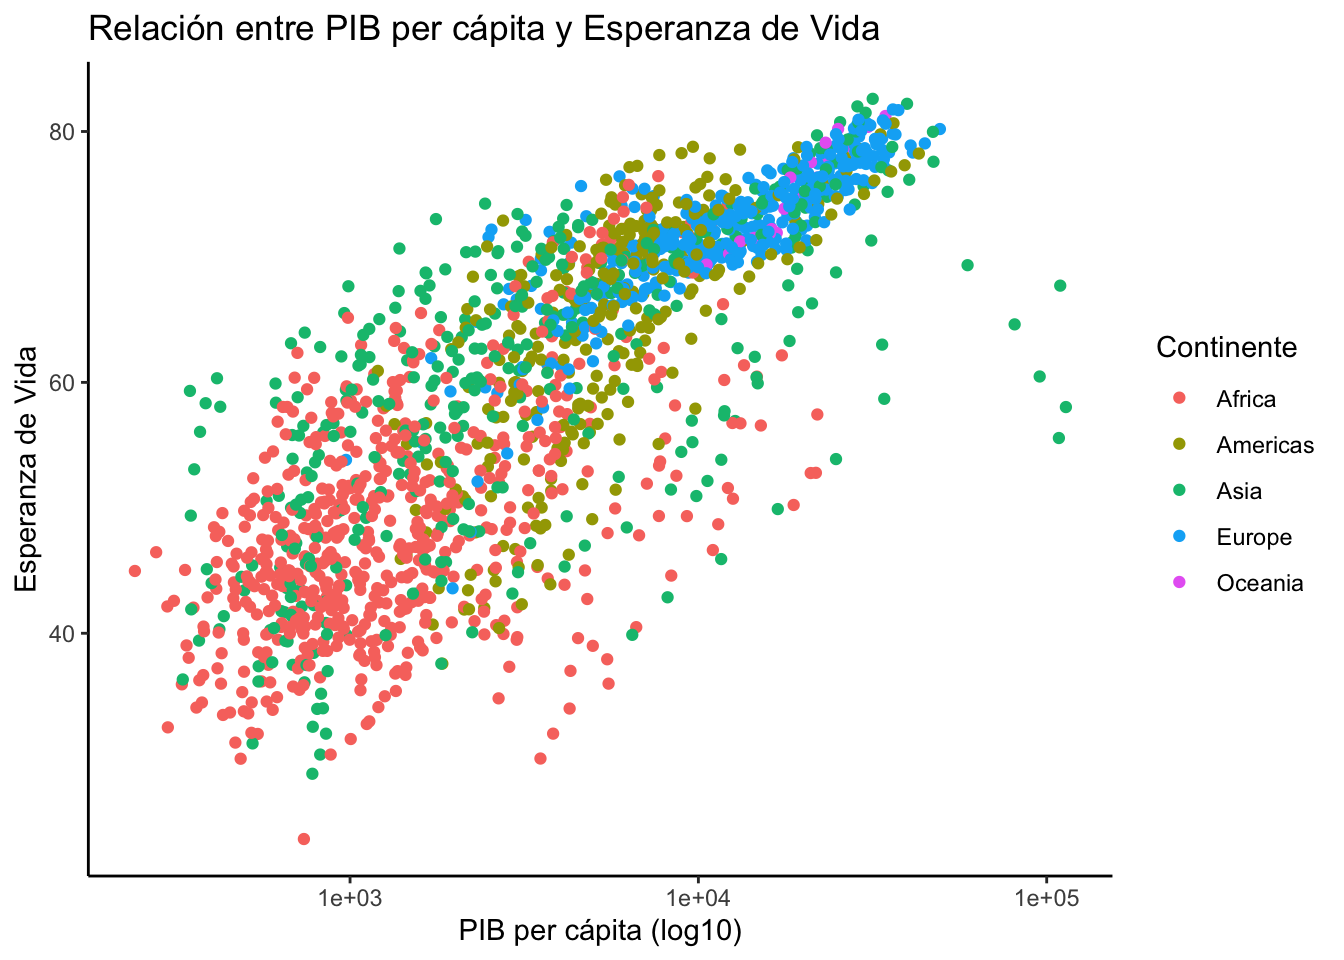 Relación entre PIB per cápita y Esperanza de Vida
80
60
40
Esperanza de Vida
1e+03
1e+04
1e+05
PIB per cápita (log10)
Continente
Africa
Americas
Asia
Europe
Oceania